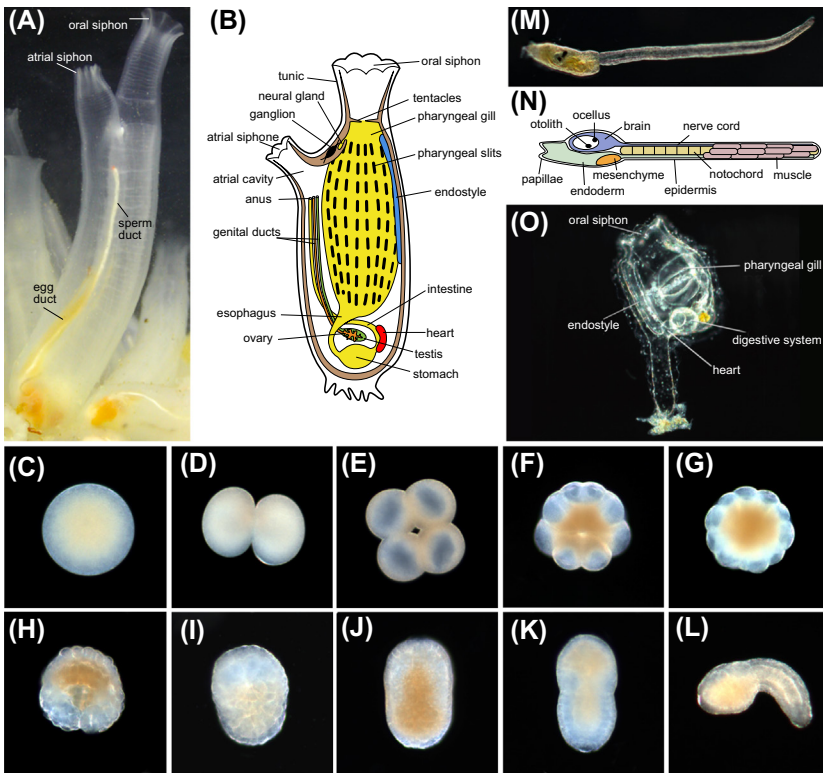 (A)
oral siphon
atrial siphon
sperm
duct
egg
duct
(B)
oral siphon
tunic
neural gland
tentacles
ganglion
pharyngeal gill
atrial siphone
pharyngeal slits
atrial cavity
anus
endostyle
genital ducts
intestine
esophagus
heart
ovary
testis
stomach
(M)
(N)
ocellus
otolith
brain
nerve cord
papillae
mesenchyme
notochord
endoderm
epidermis
muscle
(O)
oral siphon
pharyngeal gill
endostyle
digestive system
heart
(C)
(D)
(E)
(F)
(G)
(H)
(I)
(J)
(K)
(L)